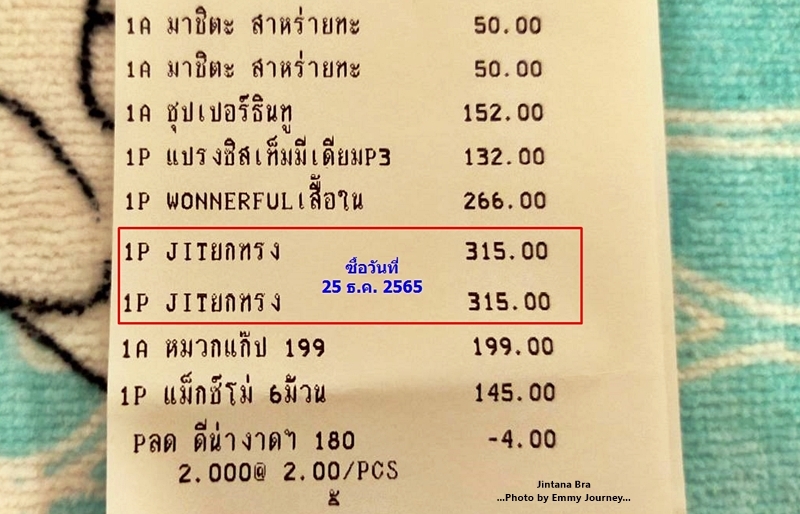 1A มาชิตะ สาหร่ายทะ 50.00
1A มาชิตะ สาหร่ายทะ 50.00
1A ซุปเปอร์ธินทู 152.00
1P แปรงซิสเท็มมีเดียมP3 132.00
1P WONNERFULเสื้อใน 266.00
1P JITยกทรง 315.00
ซื้อวันที่
25 ธ.ค. 2565
1P JITยกทรง 315.00
1A หมวกแก๊ป 199 199.00
1P แม็กซ์โม่ 6ม้วน 145.00
Pลด ดีน่างาดำฯ 180 -4.00
2.000@ 2.00/PCS
Jintana Bra
...Photo by Emmy Journey...